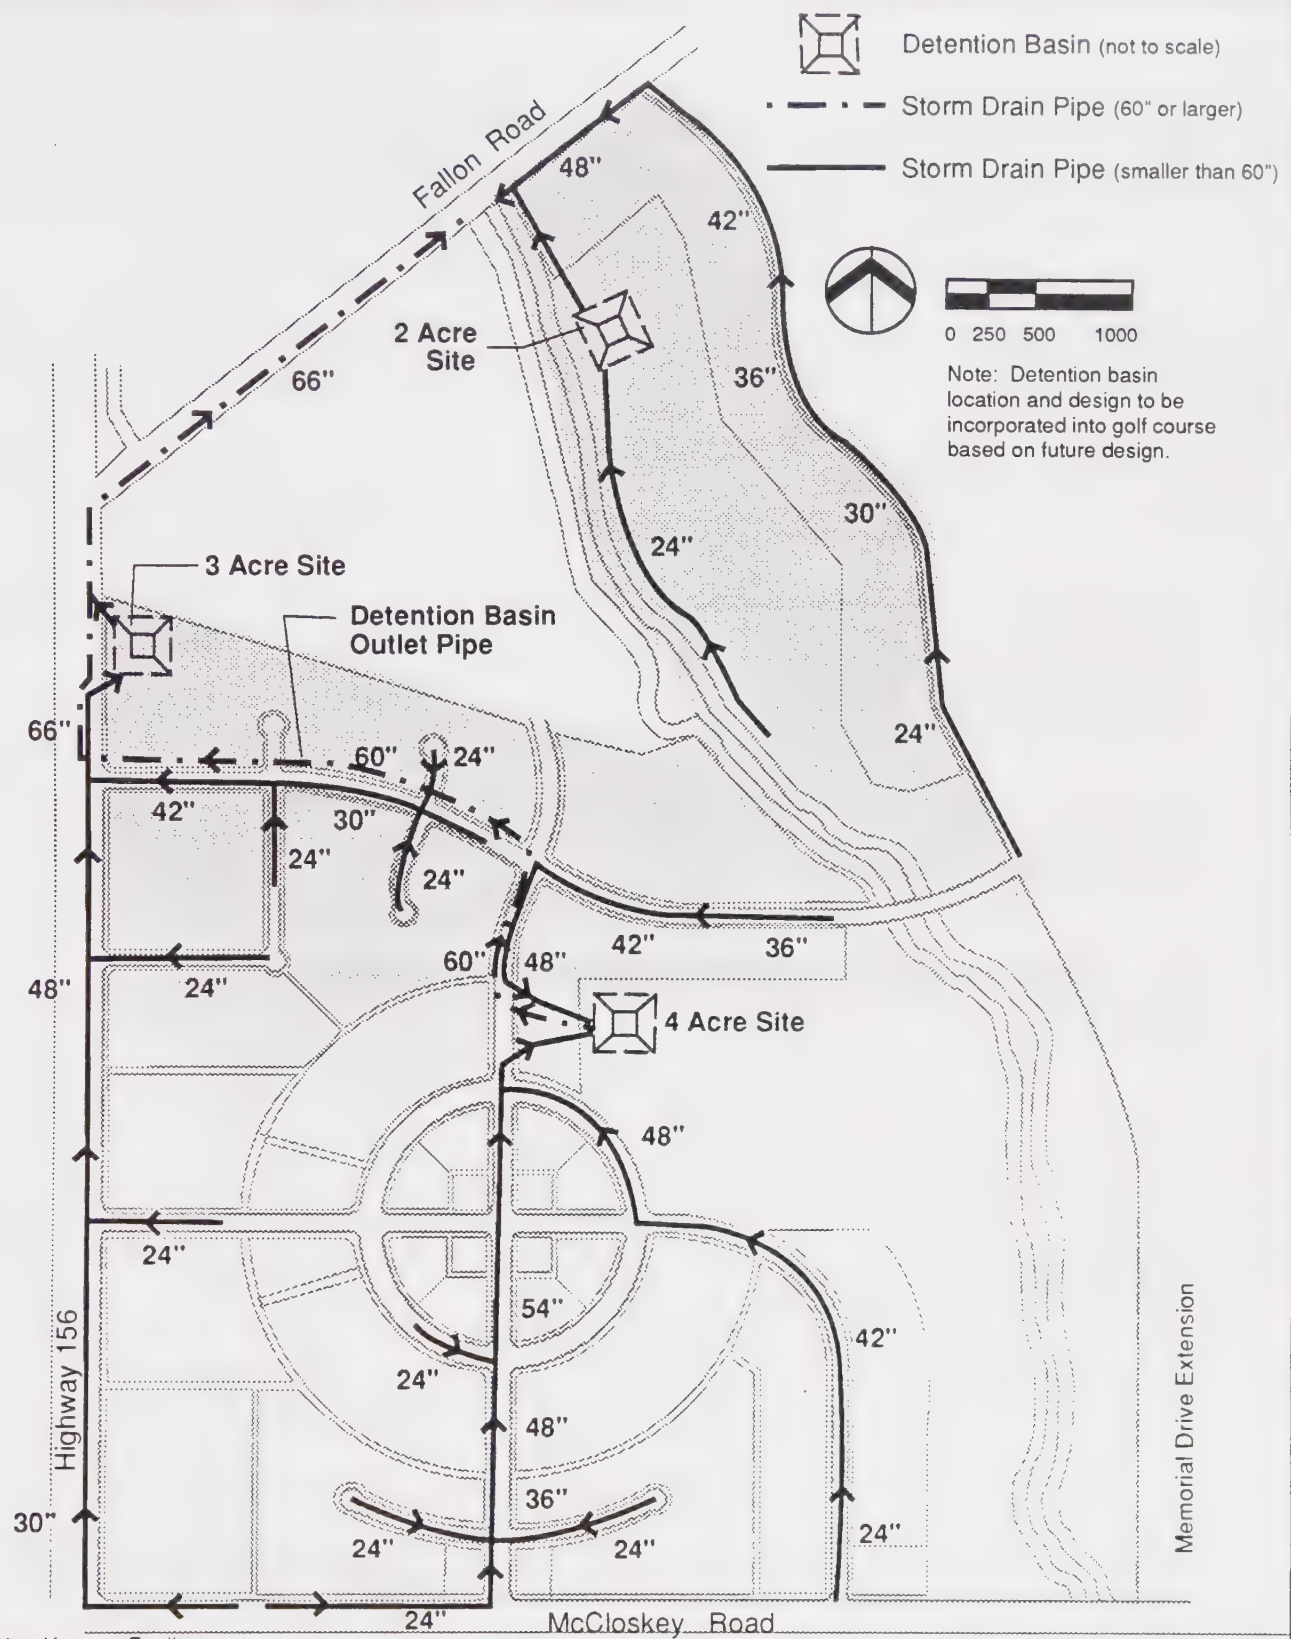 Detention Basin (not to scale)
Storm Drain Pipe (60" or larger)
Storm Drain Pipe (smaller than 60")
Fallon Road
48"
42"
0 250 500 1000
2 Acre
Site
66"
36"
Note: Detention basin
location and design to be
incorporated into golf course
based on future design.
30"
24"
3 Acre Site
Detention Basin
Outlet Pipe
66"
60"
24"
24"
42"
30"
24"
24"
42"
36"
60"
48"
48"
24"
4 Acre Site
48"
24"
54"
42"
24"
Highway 156
Memorial Drive Extension
48"
36"
30"
24"
24"
24"
24"
McCloskey Road